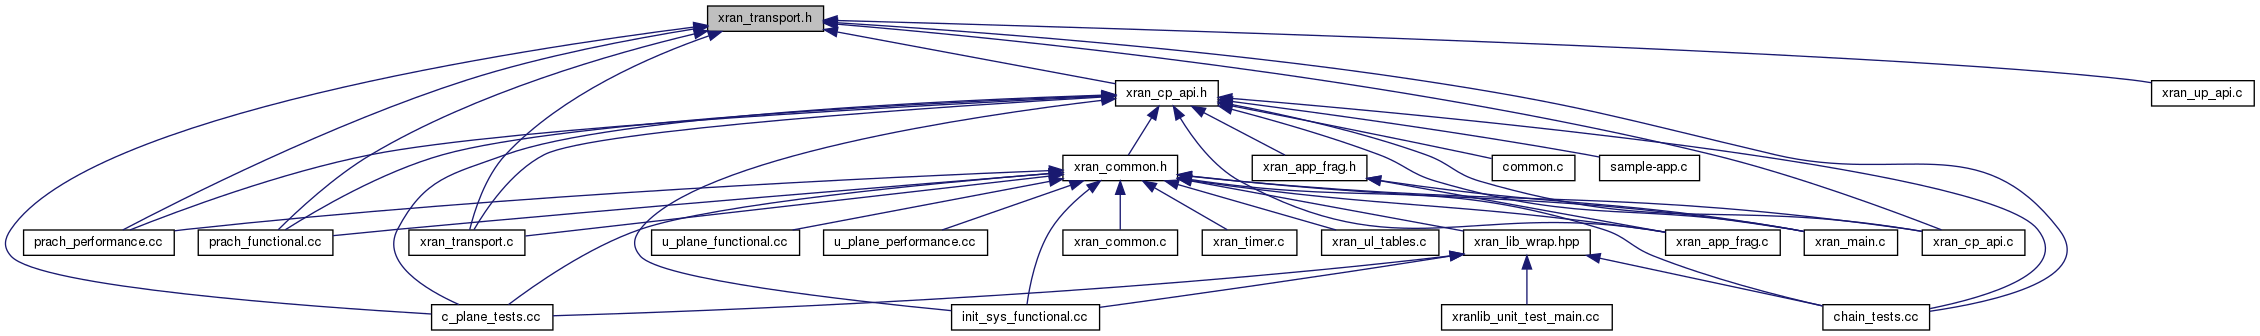 xran_transport.h
xran_cp_api.h
xran_up_api.c
xran_common.h
xran_app_frag.h
common.c
sample-app.c
prach_performance.cc
prach_functional.cc
xran_transport.c
u_plane_functional.cc
u_plane_performance.cc
xran_common.c
xran_timer.c
xran_ul_tables.c
xran_lib_wrap.hpp
xran_app_frag.c
xran_main.c
xran_cp_api.c
c_plane_tests.cc
init_sys_functional.cc
xranlib_unit_test_main.cc
chain_tests.cc